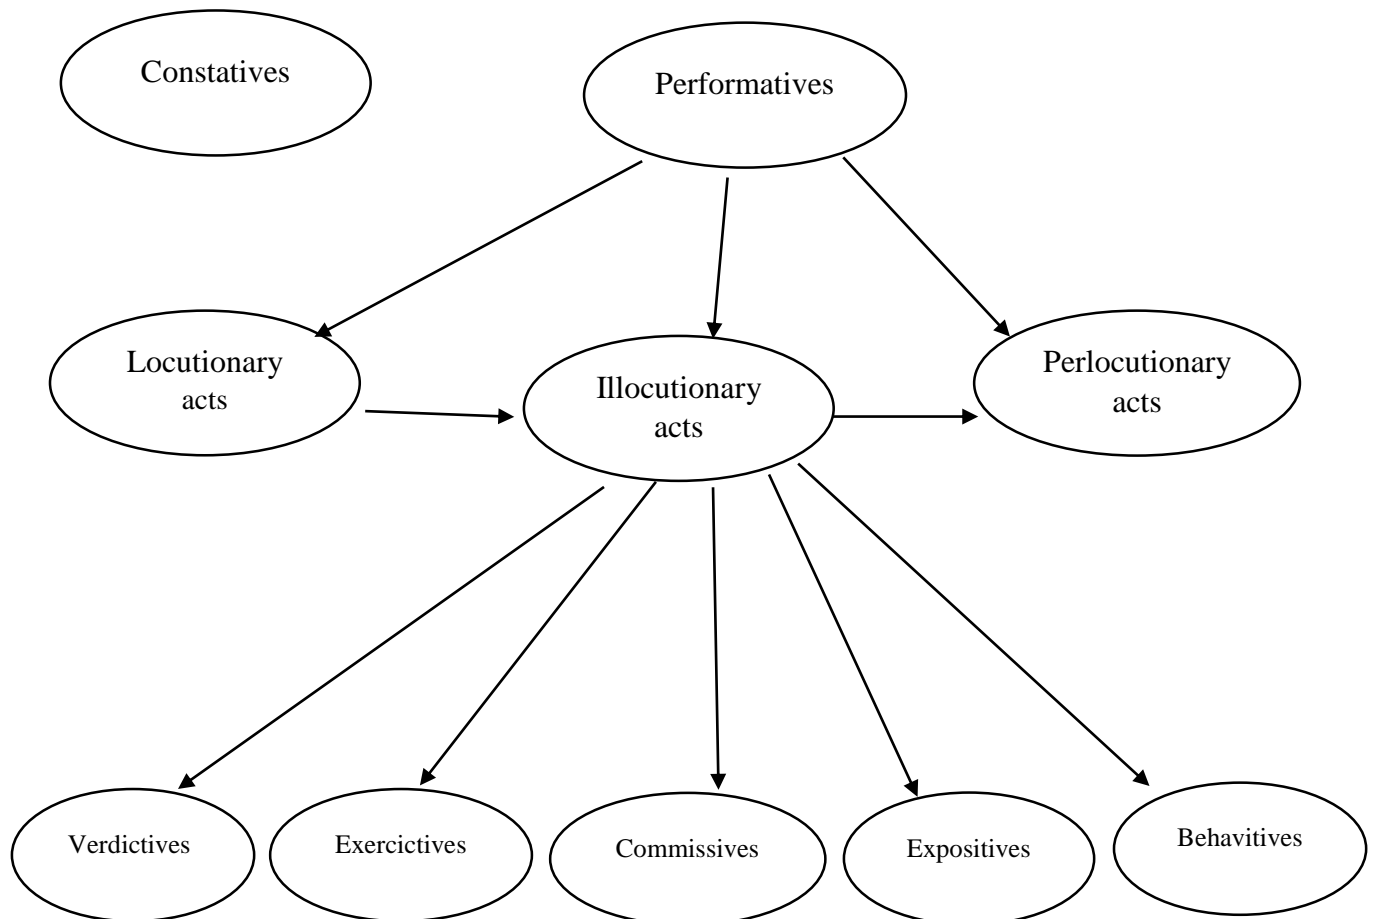 Constatives
Performatives
Locutionary
acts
Illocutionary
acts
Perlocutionary
acts
Verdictives
Exercictives
Commissives
Expositives
Behavitives